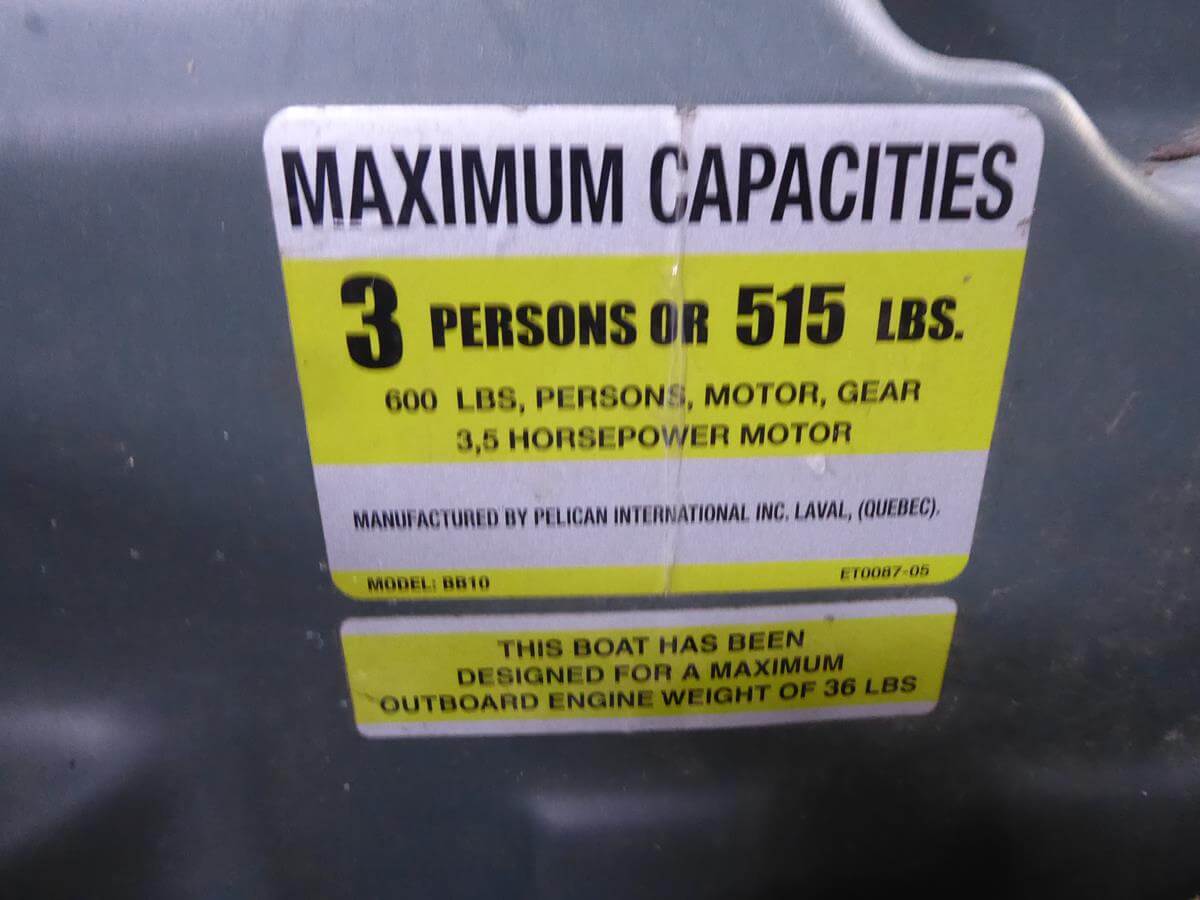 MAXIMUM CAPACITIES
3 PERSONS OR 515 LBS.
600 LBS, PERSONS, MOTOR, GEAR
3,5 HORSEPOWER MOTOR
MANUFACTURED BY PELICAN INTERNATIONAL INC. LAVAL, (QUEBEC).
MODEL: BB10 ET0087-05
THIS BOAT HAS BEEN
DESIGNED FOR A MAXIMUM
OUTBOARD ENGINE WEIGHT OF 36 LBS